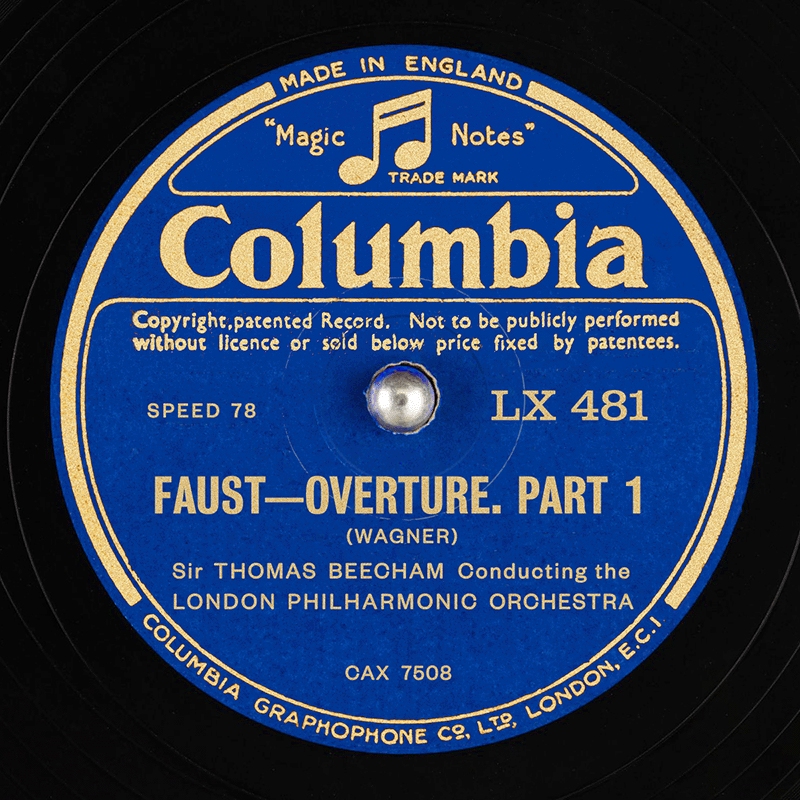 MADE IN ENGLAND
"Magic Notes"
TRADE MARK
Columbia
Copyright,patented Record. Not to be publicly performed
without licence or sold below price fixed by patentees.
SPEED 78
LX 481
FAUST—OVERTURE. PART 1
(WAGNER)
Sir THOMAS BEECHAM Conducting the
LONDON PHILHARMONIC ORCHESTRA
CAX 7508
COLUMBIA GRAPHOPHONE Co, LTD, LONDON, E.C.1